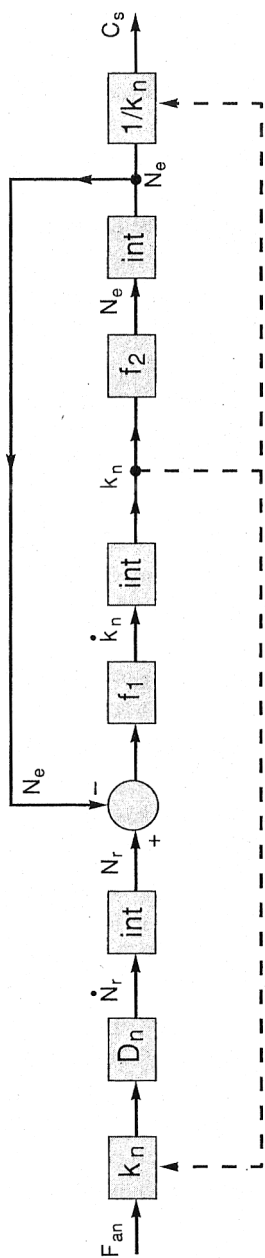 F_an
k_n
D_n
Ṅ_r
int
N_r
+
-
N_e
f_1
k̇_n
int
k_n
f_2
N_e
int
N_e
1/k_n
C_s